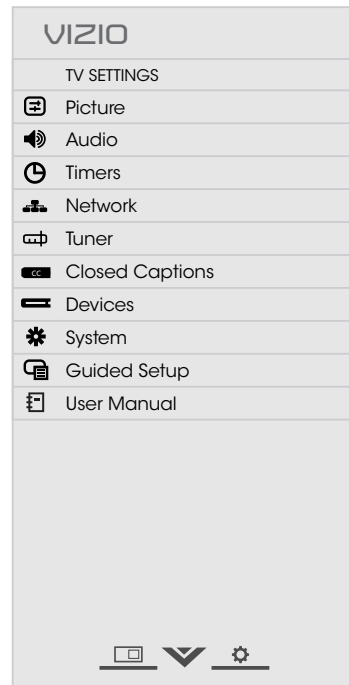 VIZIO
TV SETTINGS
Picture
Audio
Timers
Network
Tuner
CC Closed Captions
Devices
System
Guided Setup
User Manual